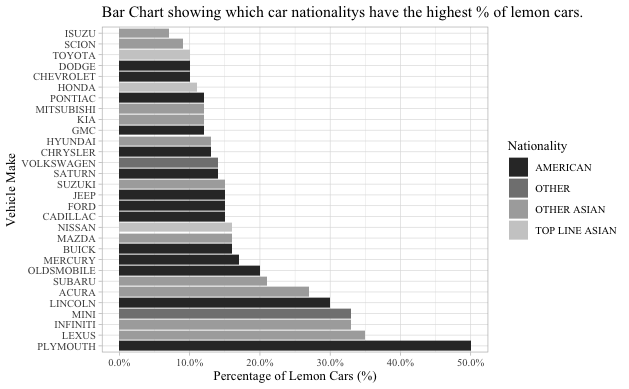 Bar Chart showing which car nationalitys have the highest % of lemon cars.
ISUZU
SCION
TOYOTA
DODGE
CHEVROLET
HONDA
PONTIAC
MITSUBISHI
KIA
GMC
HYUNDAI
CHRYSLER
VOLKSWAGEN
SATURN
SUZUKI
JEEP
FORD
CADILLAC
NISSAN
MAZDA
BUICK
MERCURY
OLDSMOBILE
SUBARU
ACURA
LINCOLN
MINI
INFINITI
LEXUS
PLYMOUTH
Vehicle Make
0.0%
10.0%
20.0%
30.0%
40.0%
50.0%
Percentage of Lemon Cars (%)
Nationality
AMERICAN
OTHER
OTHER ASIAN
TOP LINE ASIAN